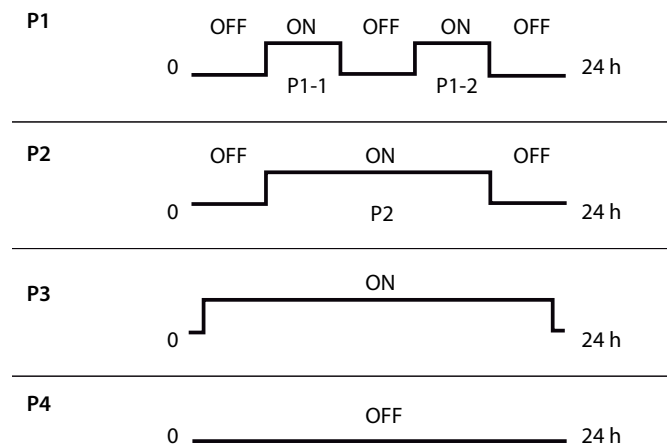 P1
OFF ON OFF ON OFF
0 24 h
P1-1 P1-2
P2
OFF ON OFF
0 24 h
P2
P3
ON
0 24 h
P4
OFF
0 24 h